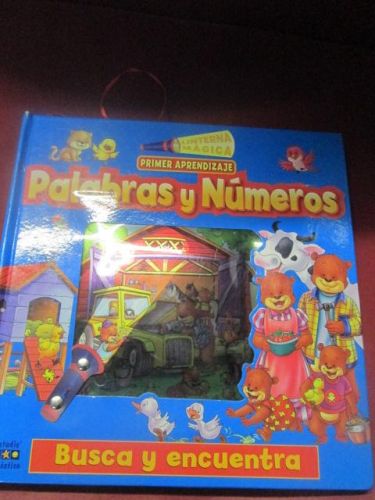 LINTERNA
MÁGICA
PRIMER APRENDIZAJE
Palabras y Números
Busca y encuentra